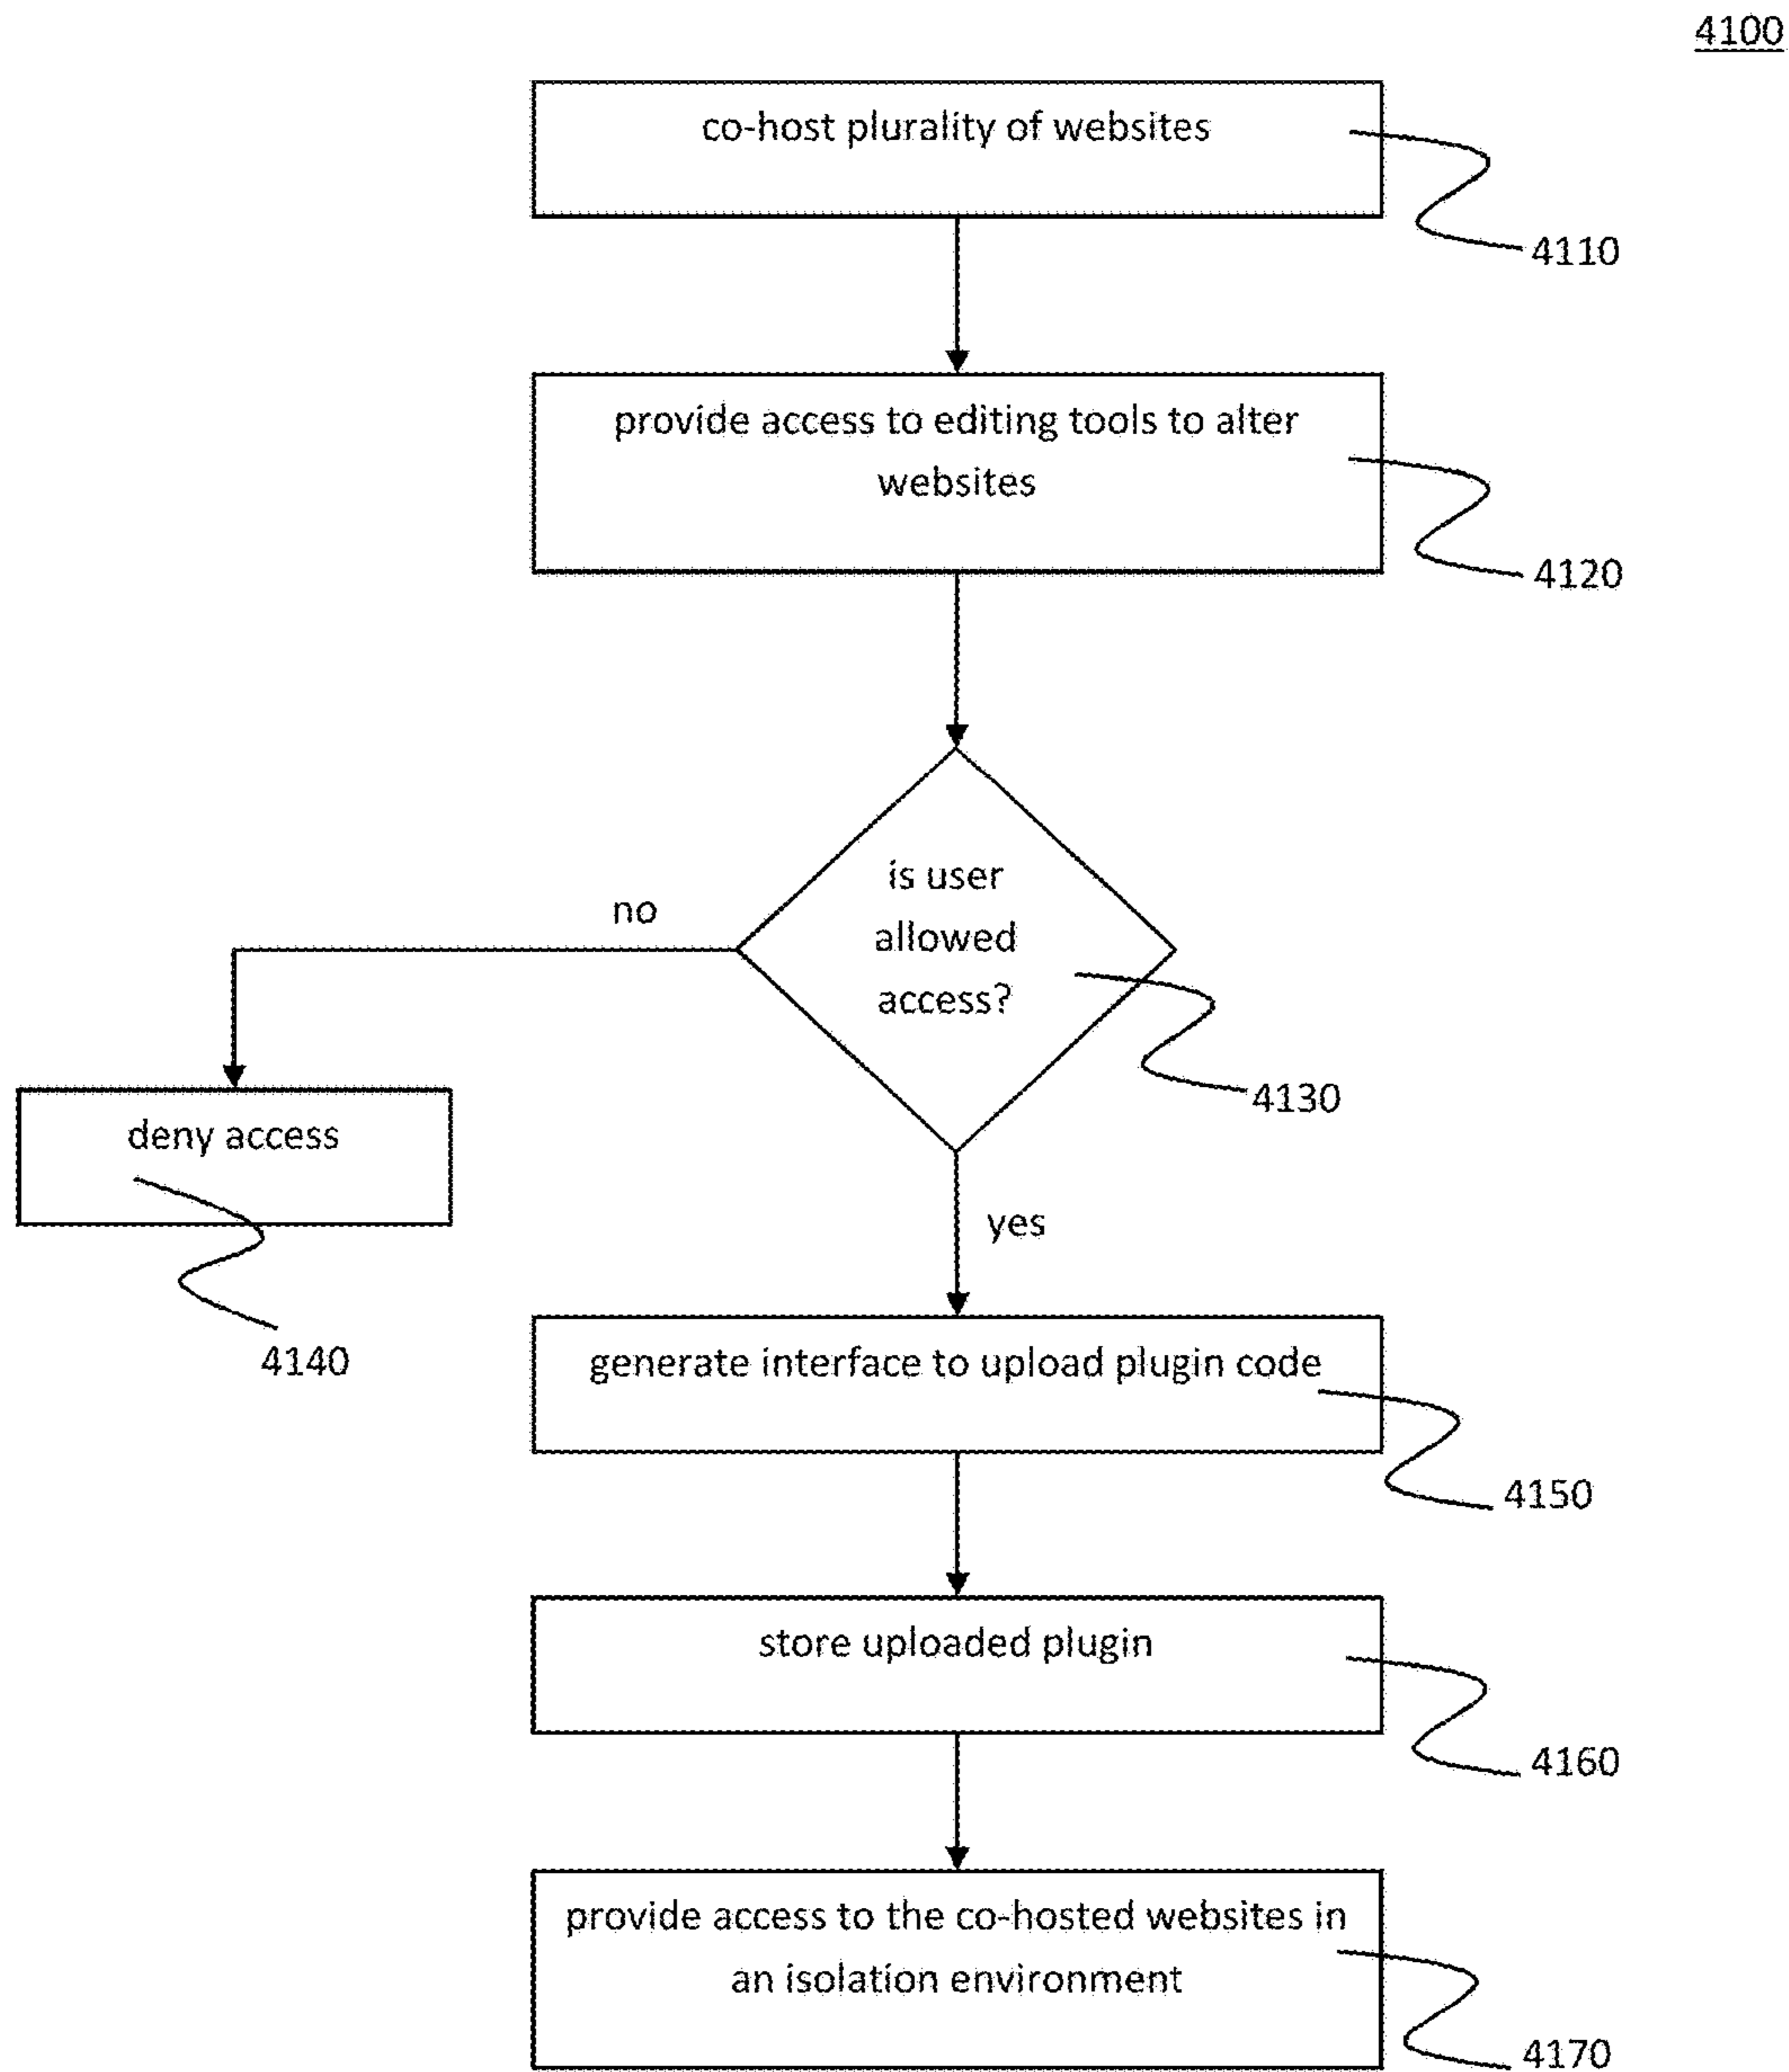 4100
co-host plurality of websites
4110
provide access to editing tools to alter
websites
4120
is user
allowed
access?
no
4130
deny access
yes
4140
generate interface to upload plugin code
4150
store uploaded plugin
4160
provide access to the co-hosted websites in
an isolation environment
4170